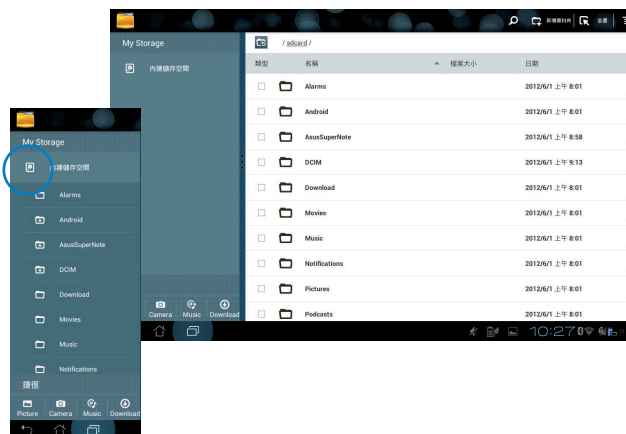 新增資料夾 全選
My Storage
內建儲存空間
/ sdcard /
類型 名稱 檔案大小 日期
Alarms 2012/6/1 上午 8:01
Android 2012/6/1 上午 8:01
AsusSuperNote 2012/6/1 上午 8:58
DCIM 2012/6/1 上午 9:13
Download 2012/6/1 上午 8:01
Movies 2012/6/1 上午 8:01
Music 2012/6/1 上午 8:01
Notifications 2012/6/1 上午 8:01
Pictures 2012/6/1 上午 8:01
Podcasts 2012/6/1 上午 8:01
Camera Music Download
10:27
My Storage
內建儲存空間
Alarms
Android
AsusSuperNote
DCIM
Download
Movies
Music
Notifications
捷徑
Picture Camera Music Download